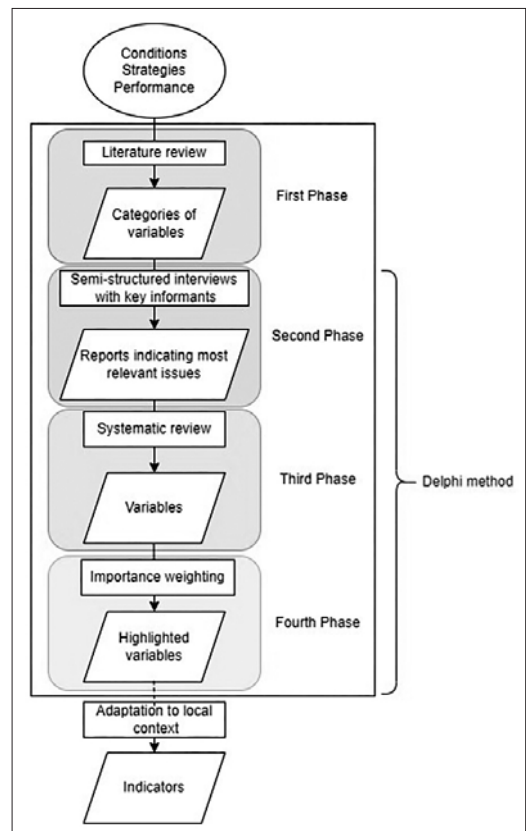 Conditions
Strategies
Performance
Literature review
First Phase
Categories of
variables
Semi-structured interviews
with key informants
Second Phase
Reports indicating most
relevant issues
Systematic review
Third Phase
Delphi method
Variables
Importance weighting
Fourth Phase
Highlighted
variables
Adaptation to local
context
Indicators